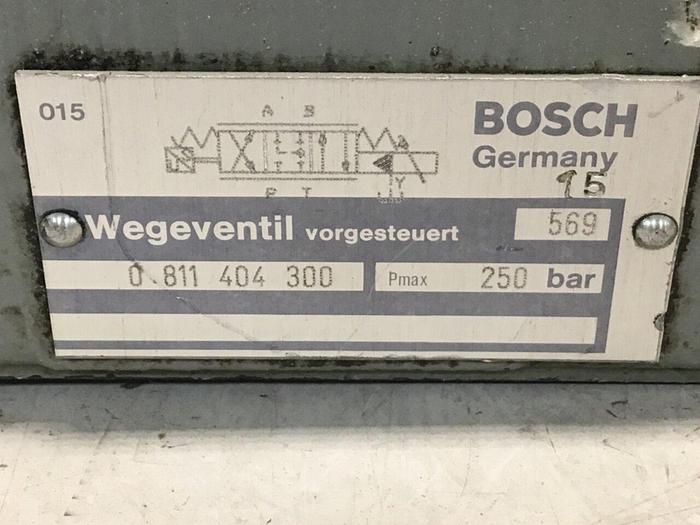 015
A B
P T
Y
BOSCH
Germany
15
Wegeventil vorgesteuert 569
0 811 404 300 Pmax 250 bar